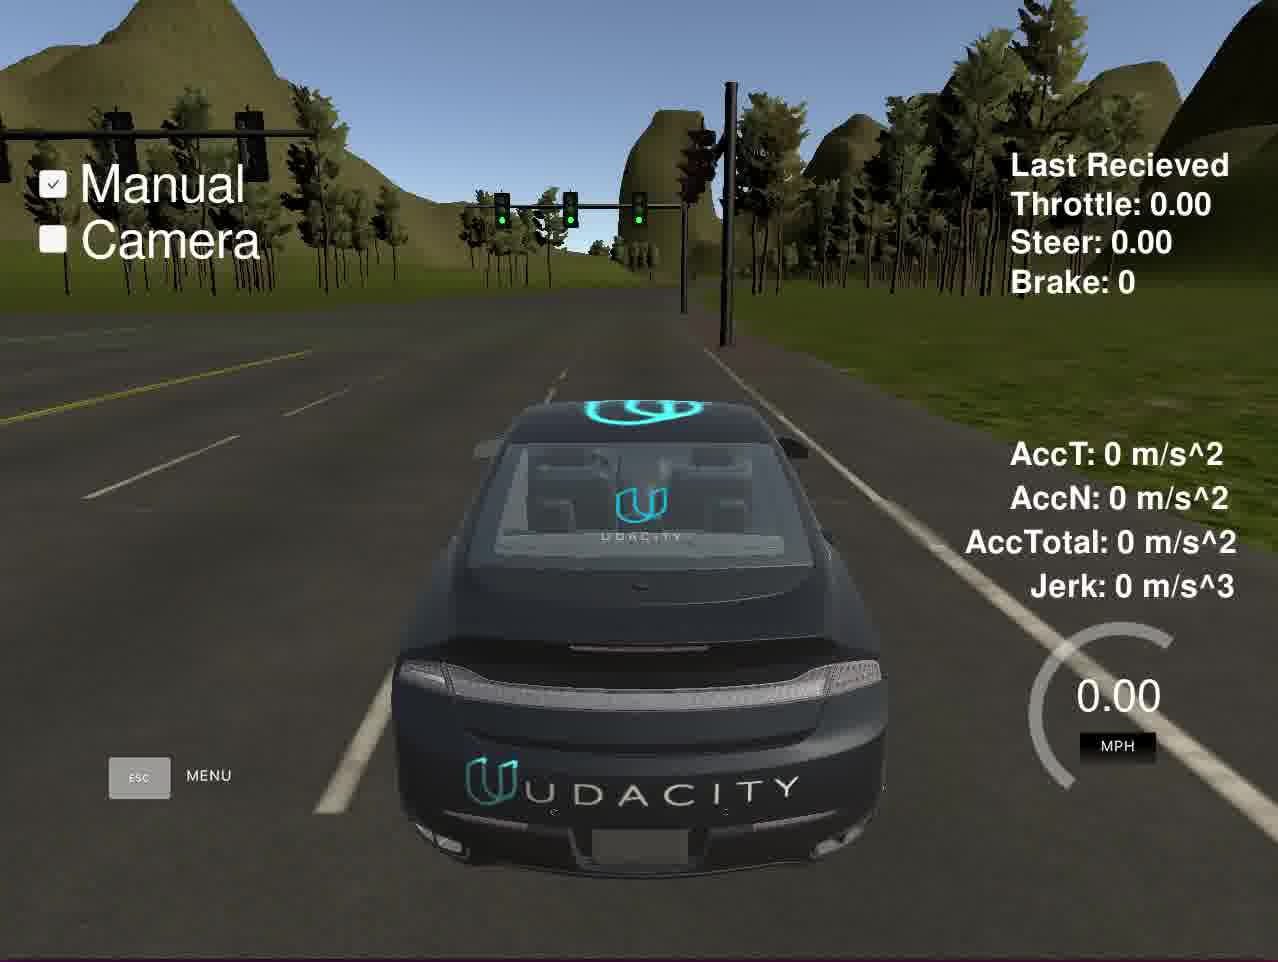 Manual
Camera
Last Recieved
Throttle: 0.00
Steer: 0.00
Brake: 0
AccT: 0 m/s^2
AccN: 0 m/s^2
AccTotal: 0 m/s^2
Jerk: 0 m/s^3
0.00
MPH
UDACITY
ESC
MENU
UDACITY